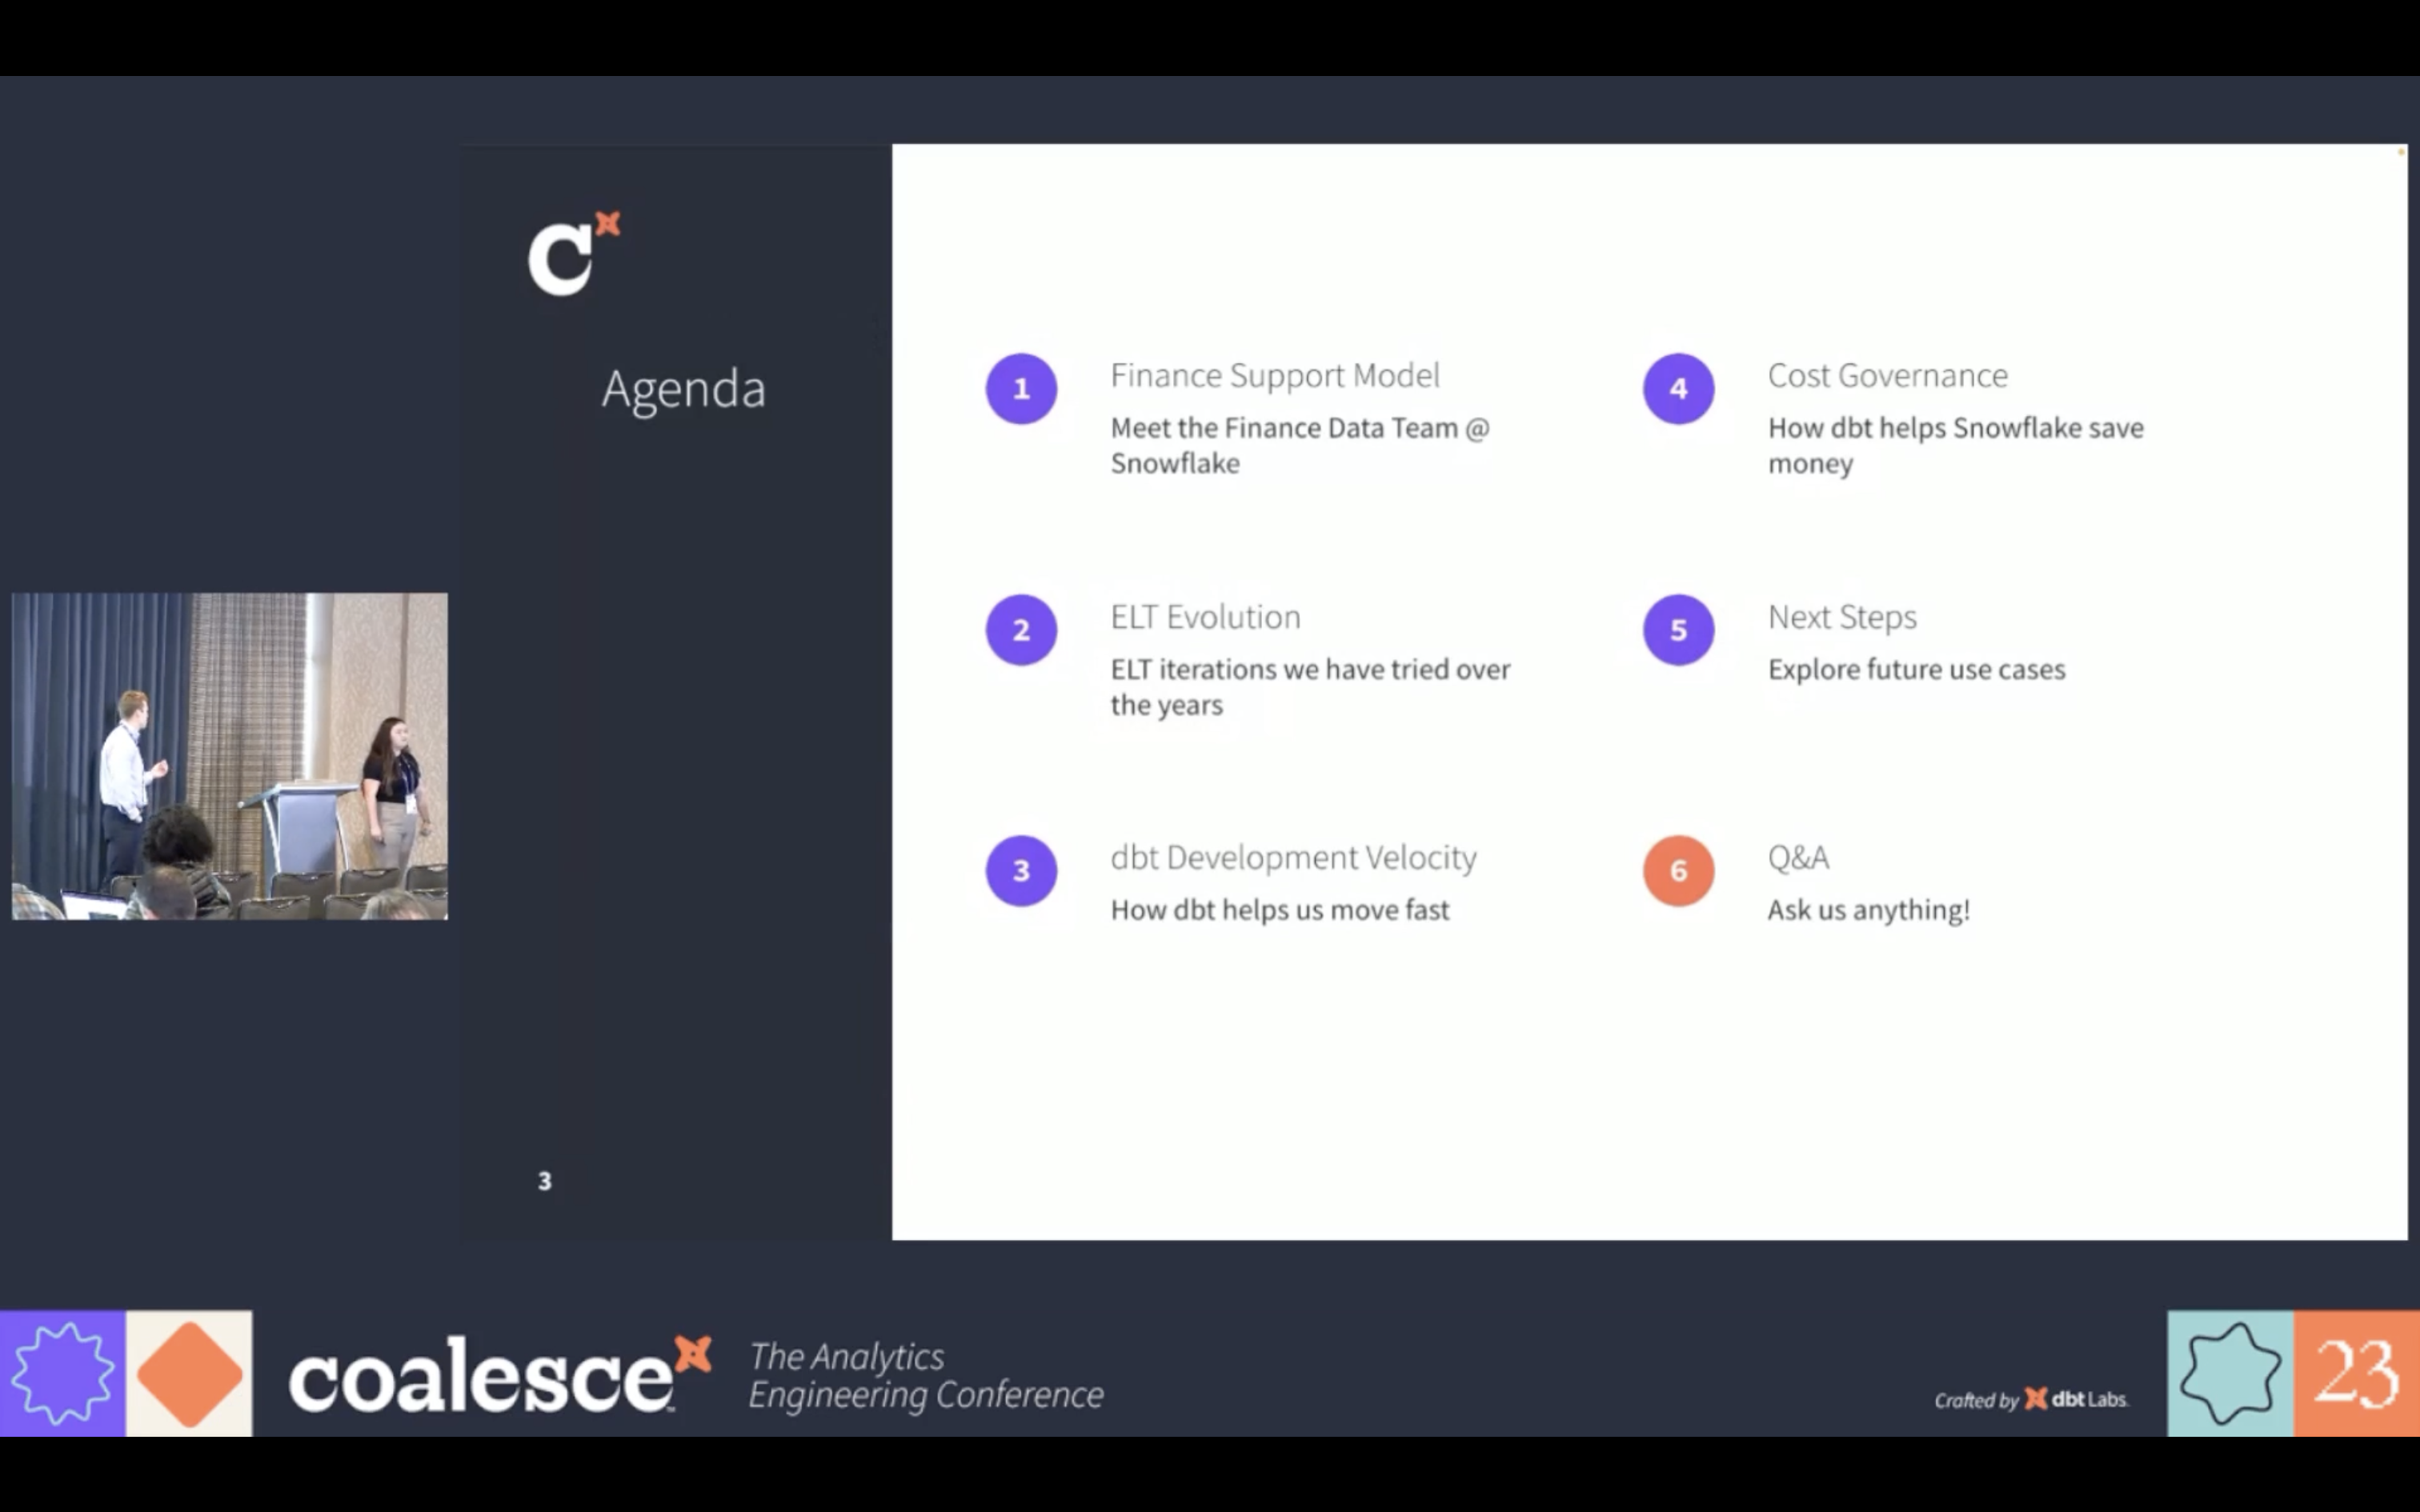 C
Agenda
1
Finance Support Model
Meet the Finance Data Team @
Snowflake
2
ELT Evolution
ELT iterations we have tried over
the years
3
dbt Development Velocity
How dbt helps us move fast
4
Cost Governance
How dbt helps Snowflake save
money
5
Next Steps
Explore future use cases
6
Q&A
Ask us anything!
3
coalesce
The Analytics
Engineering Conference
Crafted by dbt Labs
23